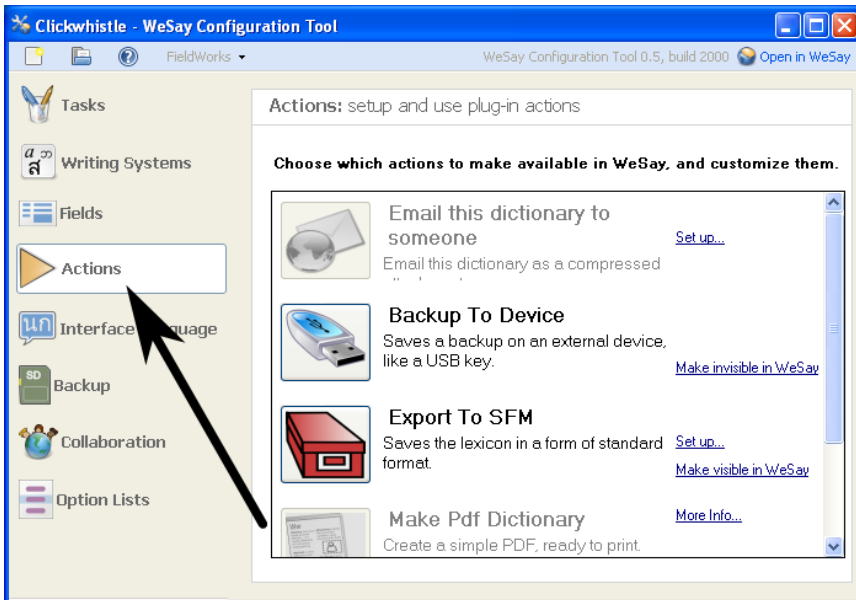 Clickwhistle - WeSay Configuration Tool
FieldWorks
WeSay Configuration Tool 0.5, build 2000
Open in WeSay
Tasks
Writing Systems
Fields
Actions
Interface
Backup
Collaboration
Option Lists
Actions: setup and use plug-in actions
Choose which actions to make available in WeSay, and customize them.
Email this dictionary to
someone
Email this dictionary as a compressed
Set up...
Backup To Device
Saves a backup on an external device,
like a USB key.
Make invisible in WeSay
Export To SFM
Saves the lexicon in a form of standard
format.
Set up...
Make visible in WeSay
Make Pdf Dictionary
Create a simple PDF, ready to print.
More Info...